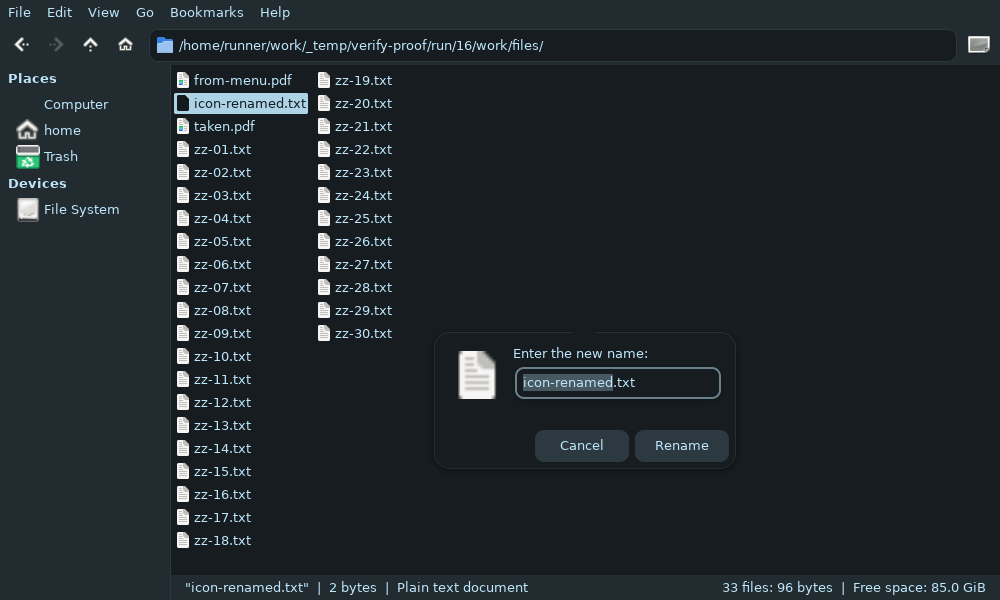 File Edit View Go Bookmarks Help
/home/runner/work/_temp/verify-proof/run/16/work/files/
Places
Computer
home
Trash
Devices
File System
from-menu.pdf
icon-renamed.txt
taken.pdf
zz-01.txt
zz-02.txt
zz-03.txt
zz-04.txt
zz-05.txt
zz-06.txt
zz-07.txt
zz-08.txt
zz-09.txt
zz-10.txt
zz-11.txt
zz-12.txt
zz-13.txt
zz-14.txt
zz-15.txt
zz-16.txt
zz-17.txt
zz-18.txt
zz-19.txt
zz-20.txt
zz-21.txt
zz-22.txt
zz-23.txt
zz-24.txt
zz-25.txt
zz-26.txt
zz-27.txt
zz-28.txt
zz-29.txt
zz-30.txt
Enter the new name:
icon-renamed.txt
Cancel Rename
"icon-renamed.txt" | 2 bytes | Plain text document 33 files: 96 bytes | Free space: 85.0 GiB